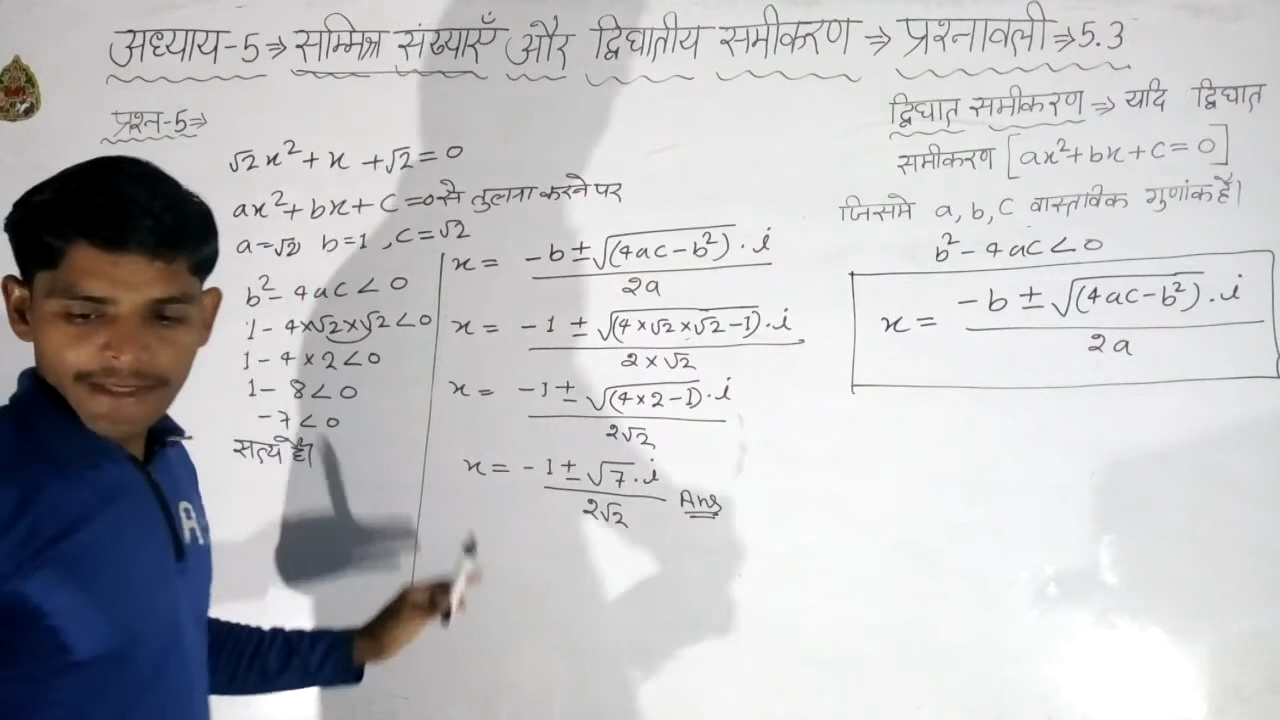 अध्याय-5⇒ सम्मिश्र संख्याएँ और द्विघातीय समीकरण ⇒ प्रश्नावली⇒5.3
प्रश्न-5⇒
√2x²+x+√2=0
ax²+bx+c=0 से तुलना करने पर
a=√2, b=1, c=√2
b²-4ac<0
1-4×√2×√2<0
1-4×2<0
1-8<0
-7<0
सत्य है।
x= -b±√(4ac-b²).i / 2a
x= -1±√(4×√2×√2-1).i / 2×√2
x= -1±√(4×2-1).i / 2√2
x= -1±√7.i / 2√2 Ans
द्विघात समीकरण ⇒ यदि द्विघात
समीकरण [ax²+bx+c=0]
जिसमे a, b, c वास्तविक गुणांक है।
b²-4ac<0
x= -b±√(4ac-b²).i / 2a
A